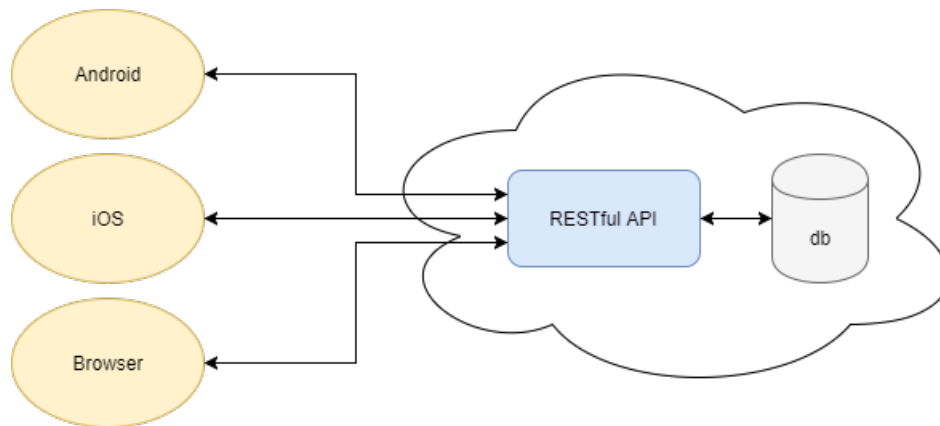 Android
iOS
Browser
RESTful API
db